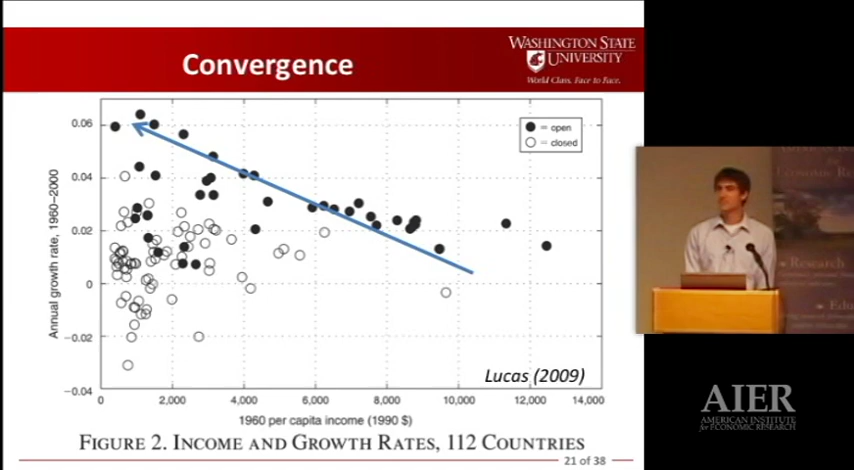 Convergence
WASHINGTON STATE
UNIVERSITY
World Class. Face to Face.
0.06
0.04
0.02
0
−0.02
−0.04
Annual growth rate, 1960–2000
= open
= closed
Lucas (2009)
0
2,000
4,000
6,000
8,000
10,000
12,000
14,000
1960 per capita income (1990 $)
FIGURE 2. INCOME AND GROWTH RATES, 112 COUNTRIES
21 of 38
Economic Re
Research
Edu
AIER
AMERICAN INSTITUTE
for ECONOMIC RESEARCH